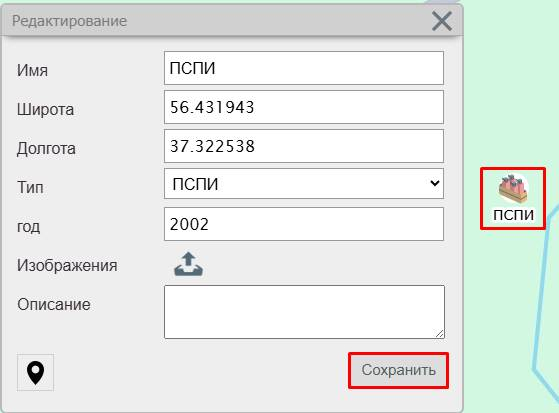 Редактирование
Имя ПСПИ
Широта 56.431943
Долгота 37.322538
Тип ПСПИ
год 2002
Изображения
Описание
Сохранить
ПСПИ